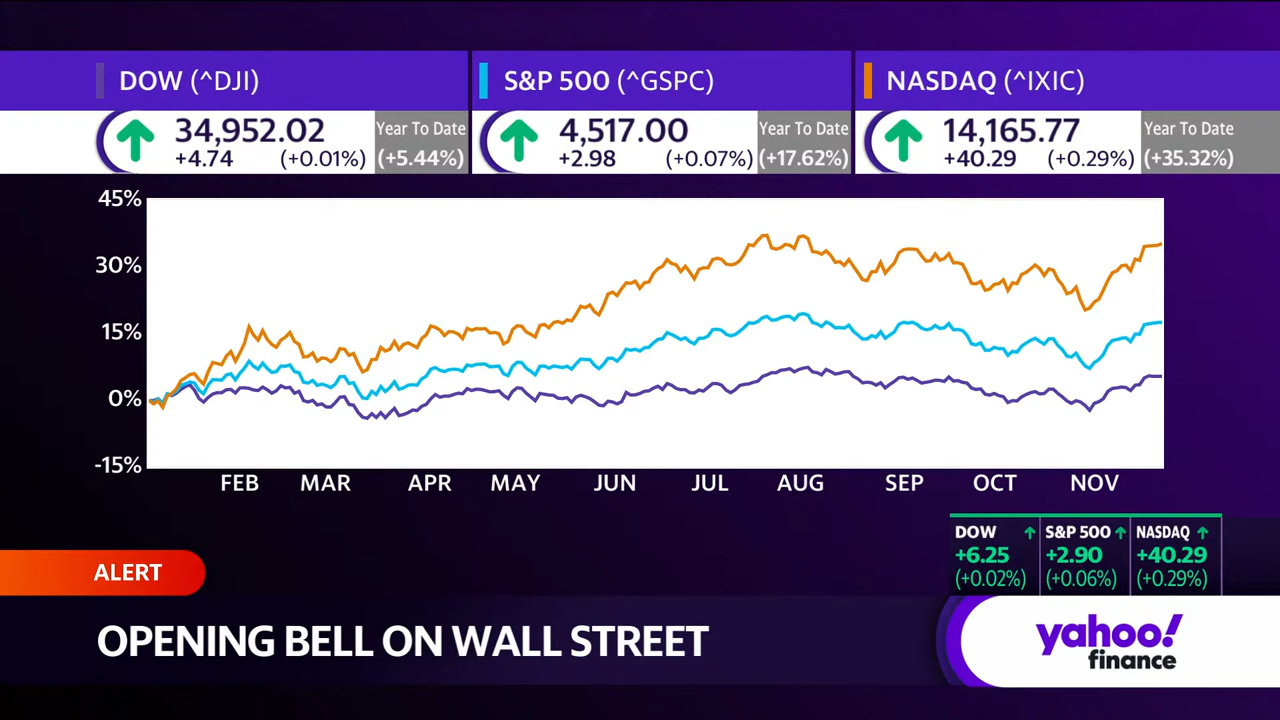 DOW (^DJI)
34,952.02
+4.74 (+0.01%)
Year To Date
(+5.44%)
S&P 500 (^GSPC)
4,517.00
+2.98 (+0.07%)
Year To Date
(+17.62%)
NASDAQ (^IXIC)
14,165.77
+40.29 (+0.29%)
Year To Date
(+35.32%)
45%
30%
15%
0%
-15%
FEB MAR APR MAY JUN JUL AUG SEP OCT NOV
DOW
+6.25
(+0.02%)
S&P 500
+2.90
(+0.06%)
NASDAQ
+40.29
(+0.29%)
ALERT
OPENING BELL ON WALL STREET
yahoo!
finance